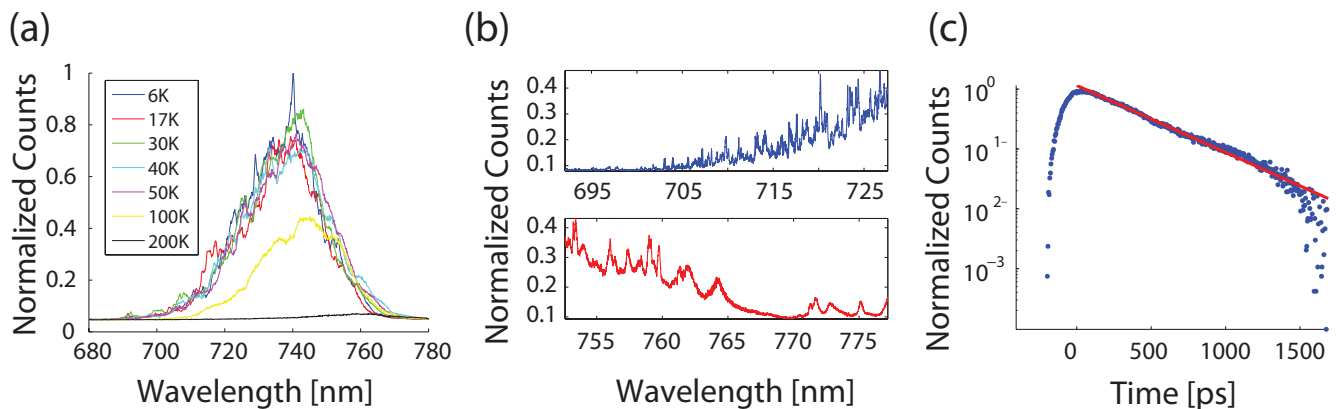 (a)
Normalized Counts
1
0.8
0.6
0.4
0.2
0
6K
17K
30K
40K
50K
100K
200K
680 700 720 740 760 780
Wavelength [nm]
(b)
Normalized Counts
0.4
0.3
0.2
0.1
695 705 715 725
0.4
0.3
0.2
0.1
755 760 765 770 775
Wavelength [nm]
(c)
Normalized Counts
10⁰
10⁻¹
10⁻²
10⁻³
0 500 1000 1500
Time [ps]